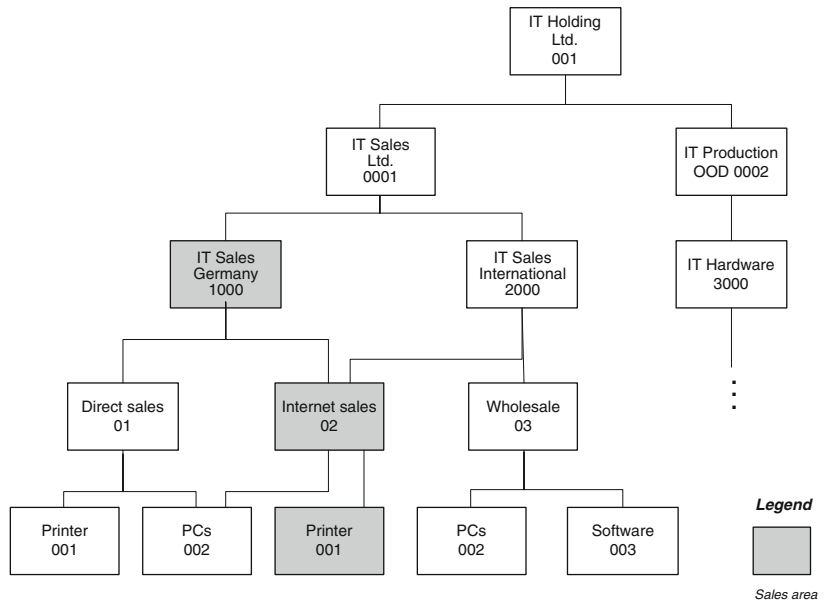 IT Holding
Ltd.
001
IT Sales
Ltd.
0001
IT Production
OOD 0002
IT Sales
Germany
1000
IT Sales
International
2000
IT Hardware
3000
Direct sales
01
Internet sales
02
Wholesale
03
Printer
001
PCs
002
Printer
001
PCs
002
Software
003
Legend
Sales area